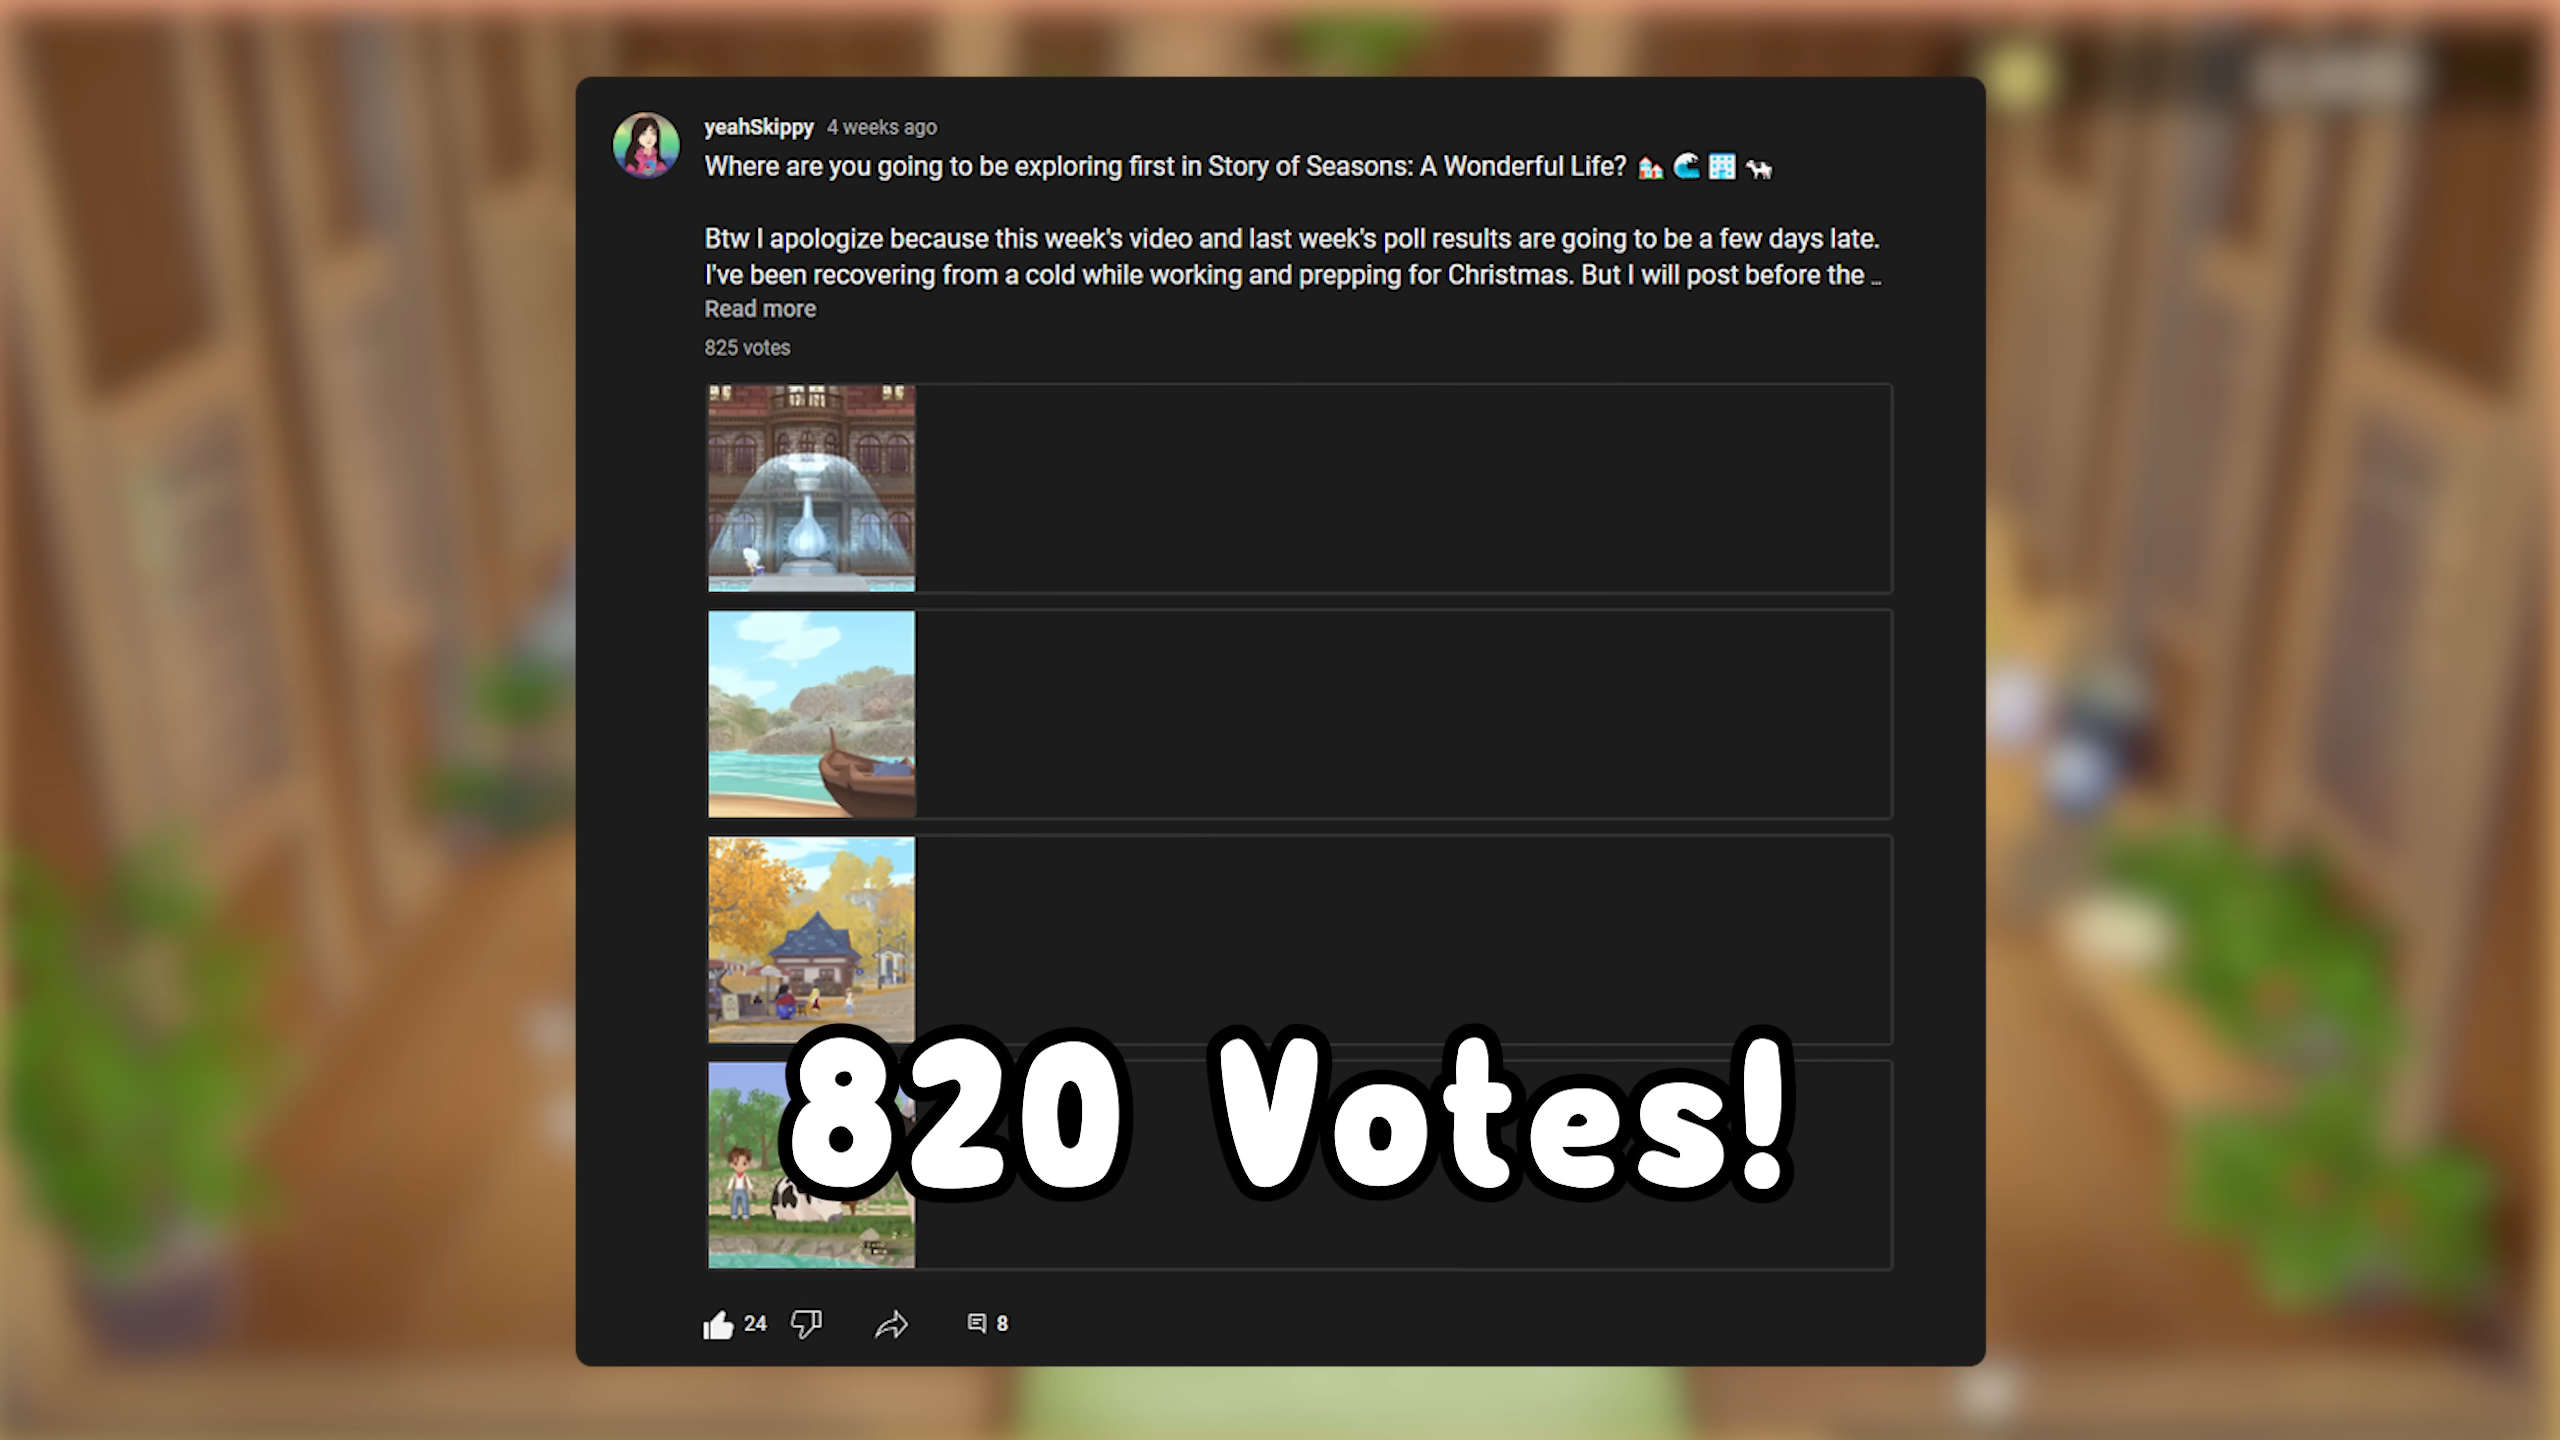 yeahSkippy 4 weeks ago
Where are you going to be exploring first in Story of Seasons: A Wonderful Life? 🏘️ 🌊 🏢 🐄
Btw I apologize because this week's video and last week's poll results are going to be a few days late.
I've been recovering from a cold while working and prepping for Christmas. But I will post before the ...
Read more
825 votes
820 Votes!
24
8